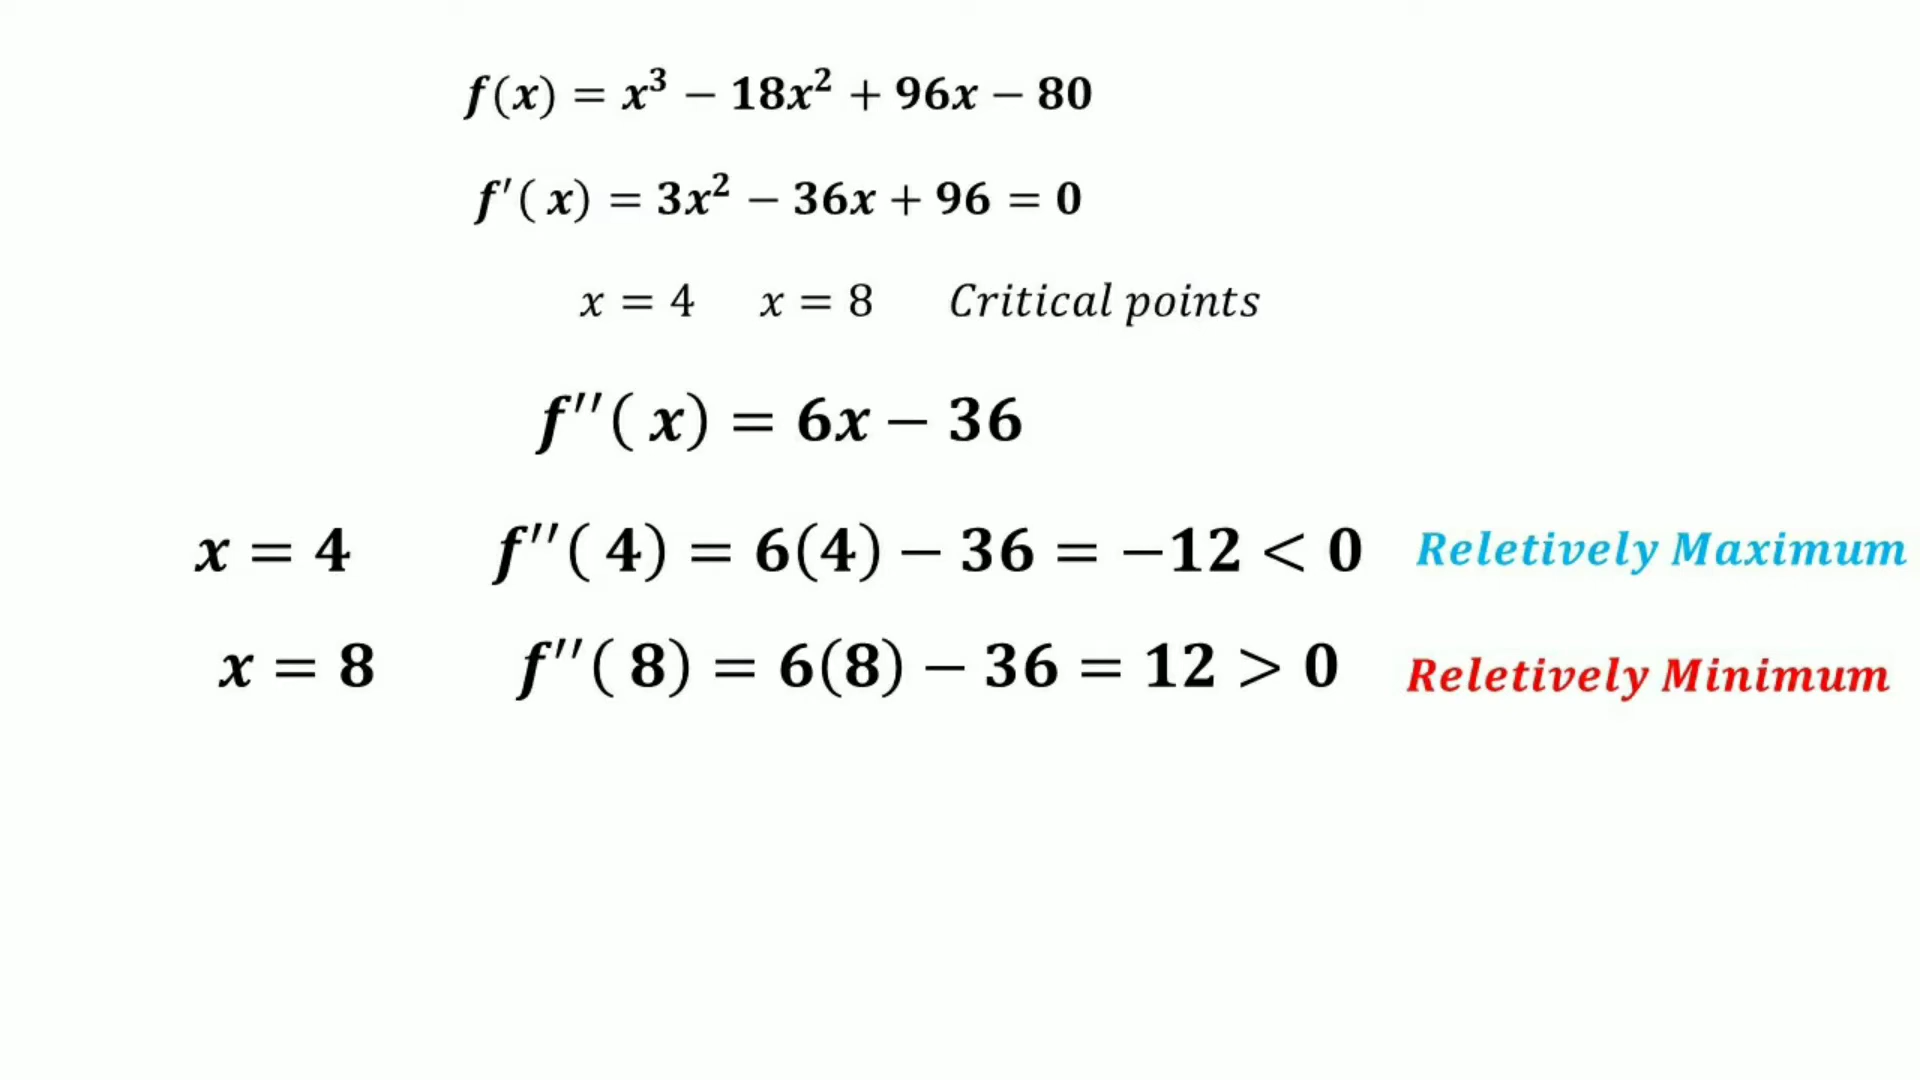 f(x) = x³ − 18x² + 96x − 80
f′( x) = 3x² − 36x + 96 = 0
x = 4 x = 8 Critical points
f′′( x) = 6x − 36
x = 4 f′′( 4) = 6(4) − 36 = −12 < 0 Reletively Maximum
x = 8 f′′( 8) = 6(8) − 36 = 12 > 0 Reletively Minimum